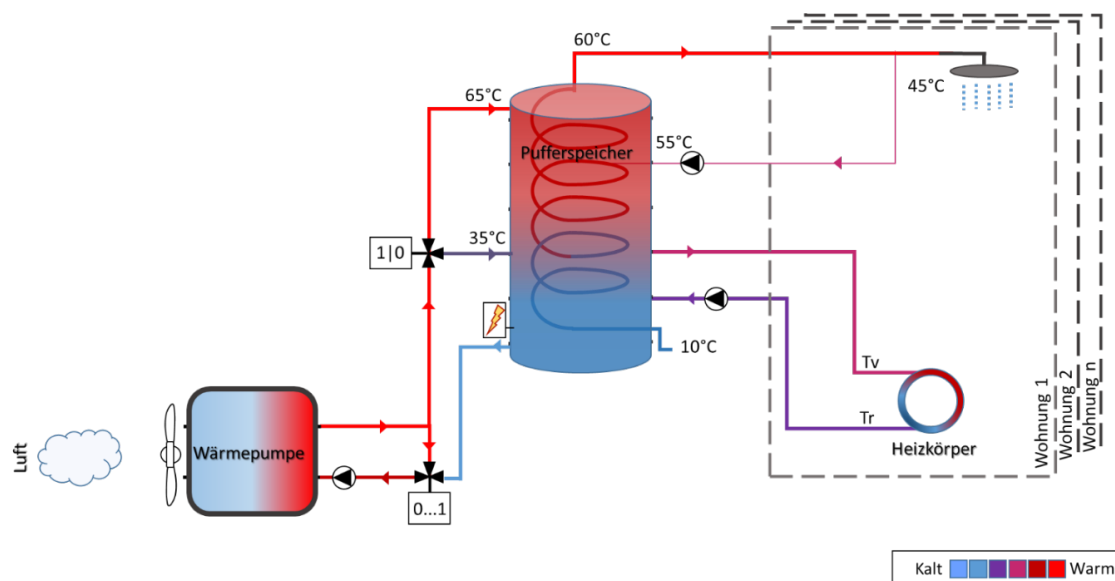 60°C
65°C
45°C
Pufferspeicher
55°C
1|0
35°C
10°C
Tv
Tr
Heizkörper
Wohnung 1
Wohnung 2
Wohnung n
Luft
Wärmepumpe
0...1
Kalt
Warm